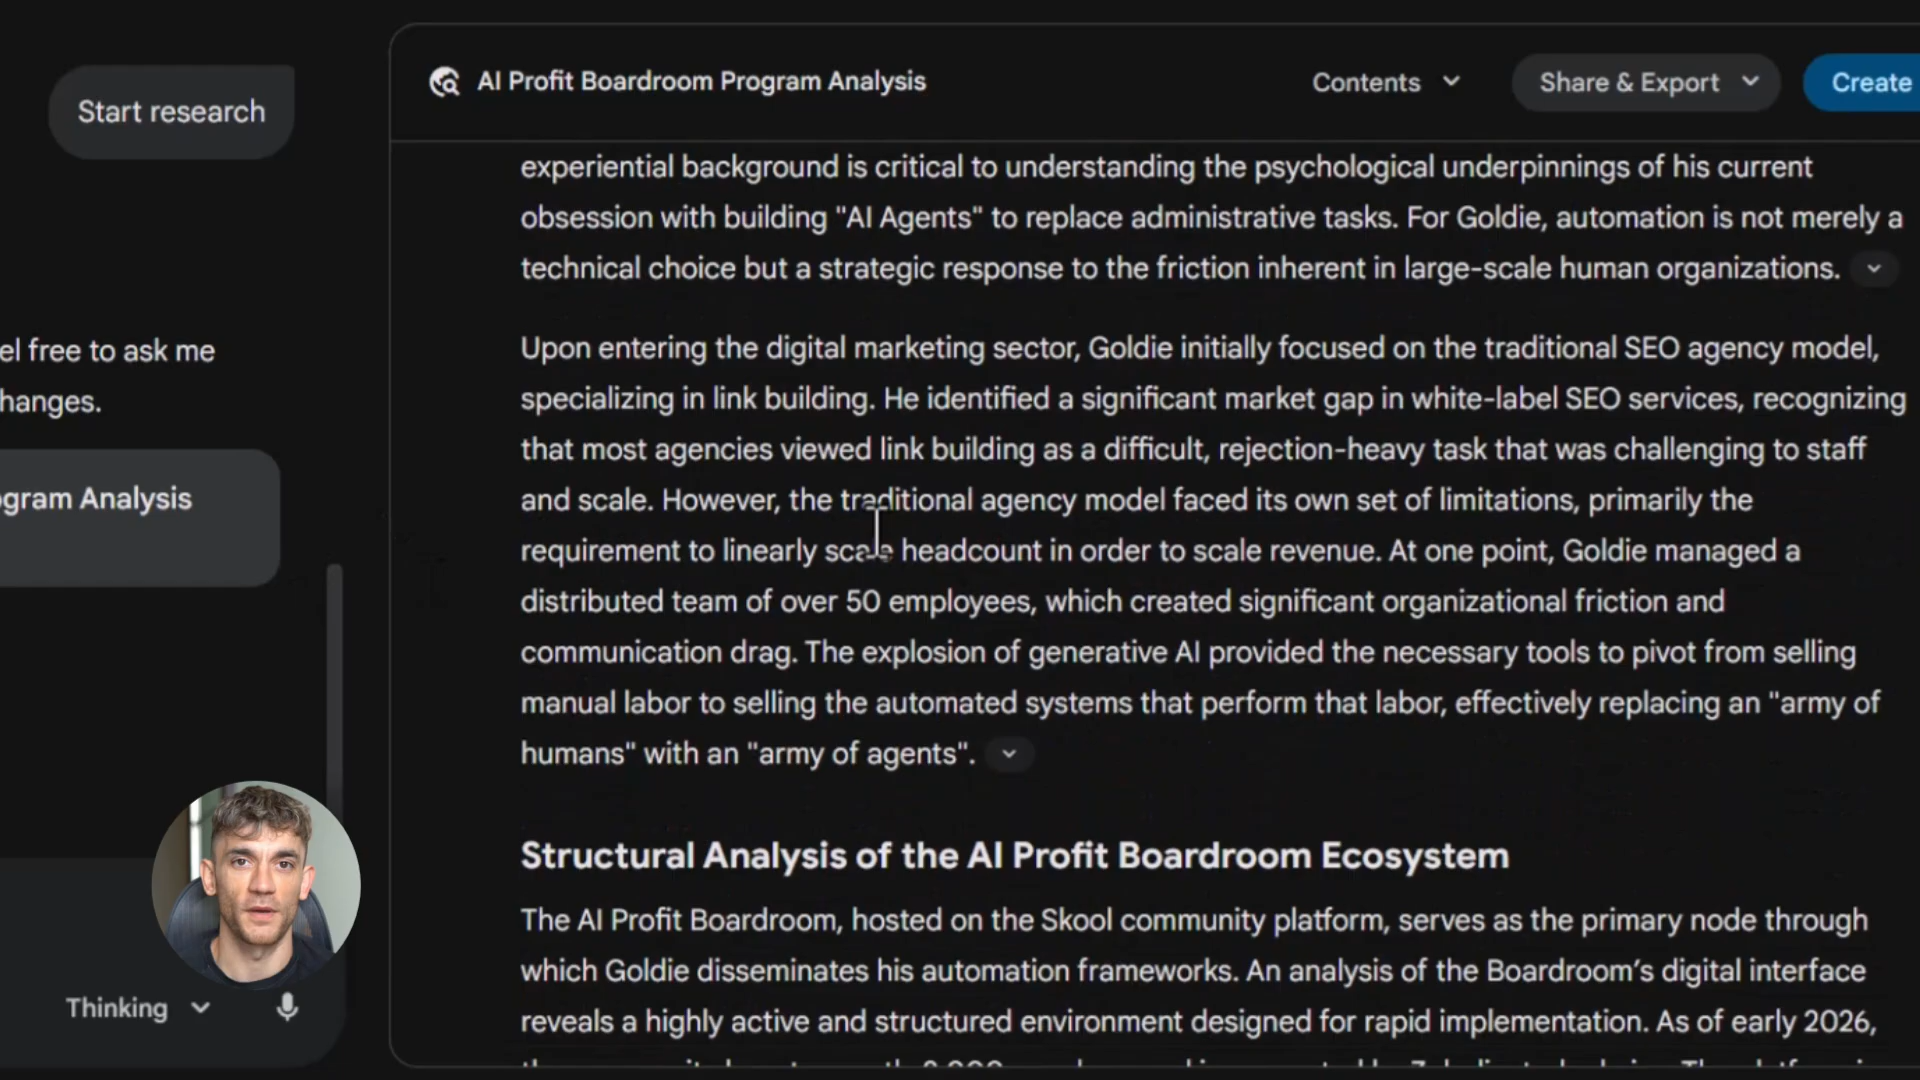 Start research
el free to ask me
hanges.
ogram Analysis
Thinking
AI Profit Boardroom Program Analysis
Contents
Share & Export
Create
experiential background is critical to understanding the psychological underpinnings of his current
obsession with building "AI Agents" to replace administrative tasks. For Goldie, automation is not merely a
technical choice but a strategic response to the friction inherent in large-scale human organizations.
Upon entering the digital marketing sector, Goldie initially focused on the traditional SEO agency model,
specializing in link building. He identified a significant market gap in white-label SEO services, recognizing
that most agencies viewed link building as a difficult, rejection-heavy task that was challenging to staff
and scale. However, the traditional agency model faced its own set of limitations, primarily the
requirement to linearly scale headcount in order to scale revenue. At one point, Goldie managed a
distributed team of over 50 employees, which created significant organizational friction and
communication drag. The explosion of generative AI provided the necessary tools to pivot from selling
manual labor to selling the automated systems that perform that labor, effectively replacing an "army of
humans" with an "army of agents".
Structural Analysis of the AI Profit Boardroom Ecosystem
The AI Profit Boardroom, hosted on the Skool community platform, serves as the primary node through
which Goldie disseminates his automation frameworks. An analysis of the Boardroom's digital interface
reveals a highly active and structured environment designed for rapid implementation. As of early 2026,